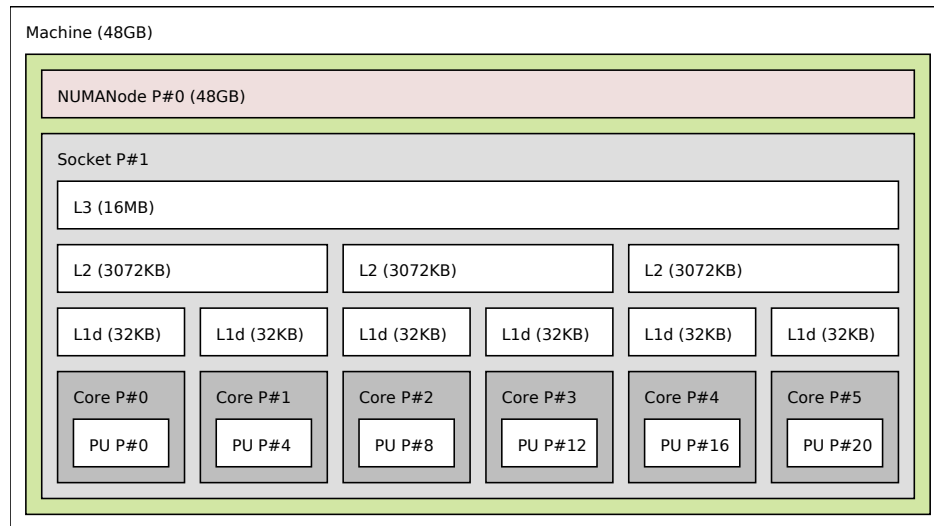 Machine (48GB)
NUMANode P#0 (48GB)
Socket P#1
L3 (16MB)
L2 (3072KB) L2 (3072KB) L2 (3072KB)
L1d (32KB) L1d (32KB) L1d (32KB) L1d (32KB) L1d (32KB) L1d (32KB)
Core P#0 Core P#1 Core P#2 Core P#3 Core P#4 Core P#5
PU P#0 PU P#4 PU P#8 PU P#12 PU P#16 PU P#20